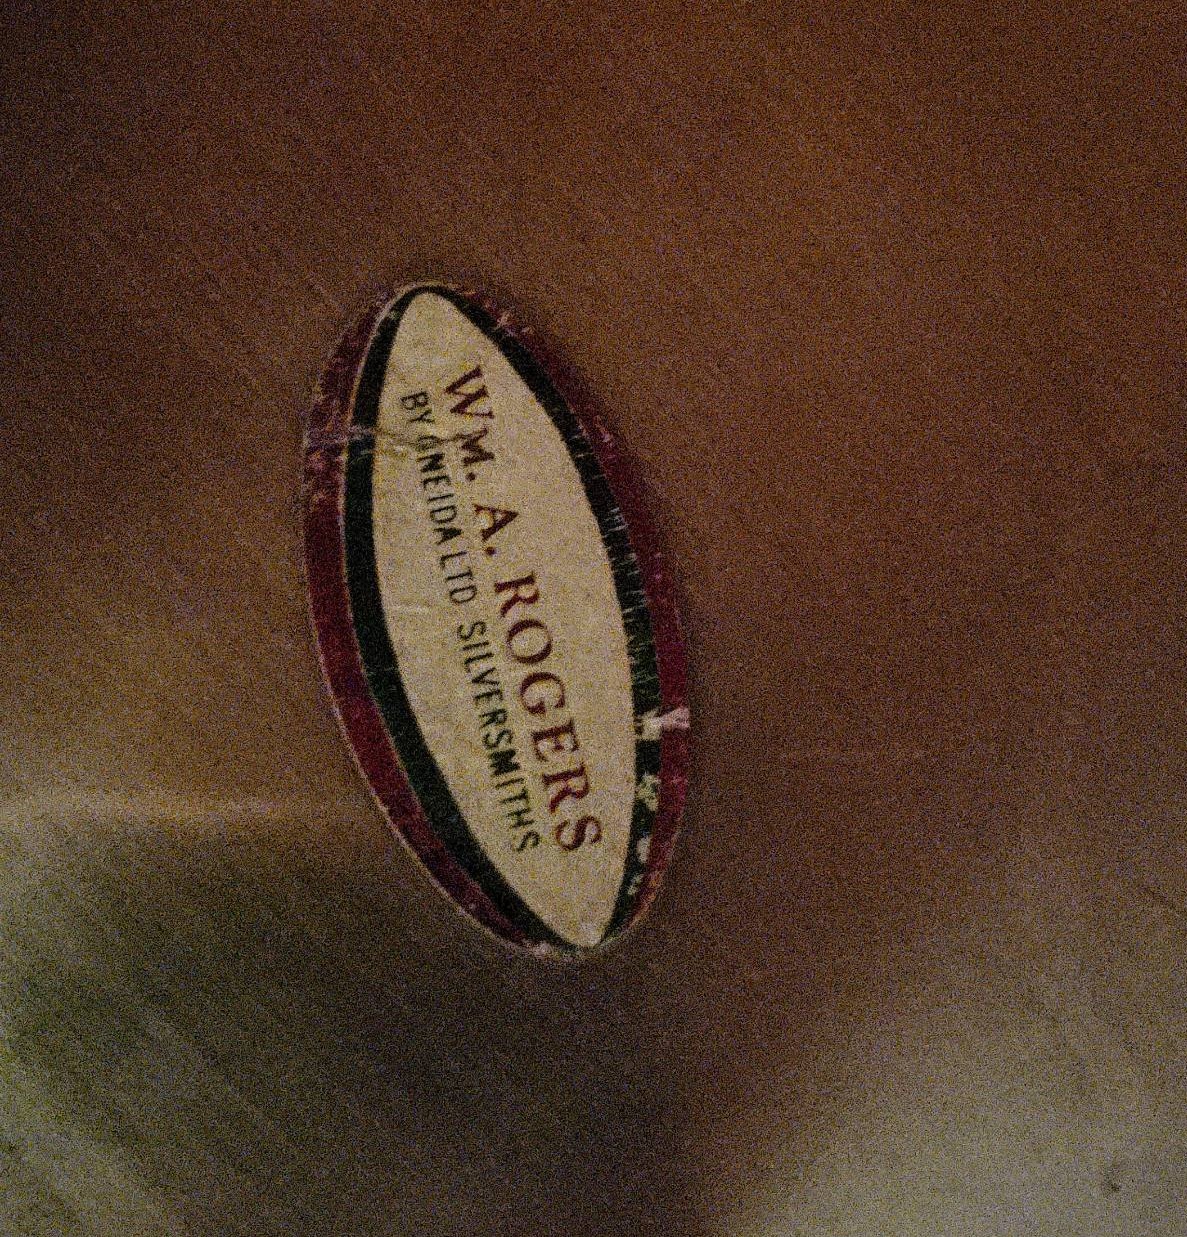 WM. A. ROGERS
BY ONEIDA LTD SILVERSMITHS